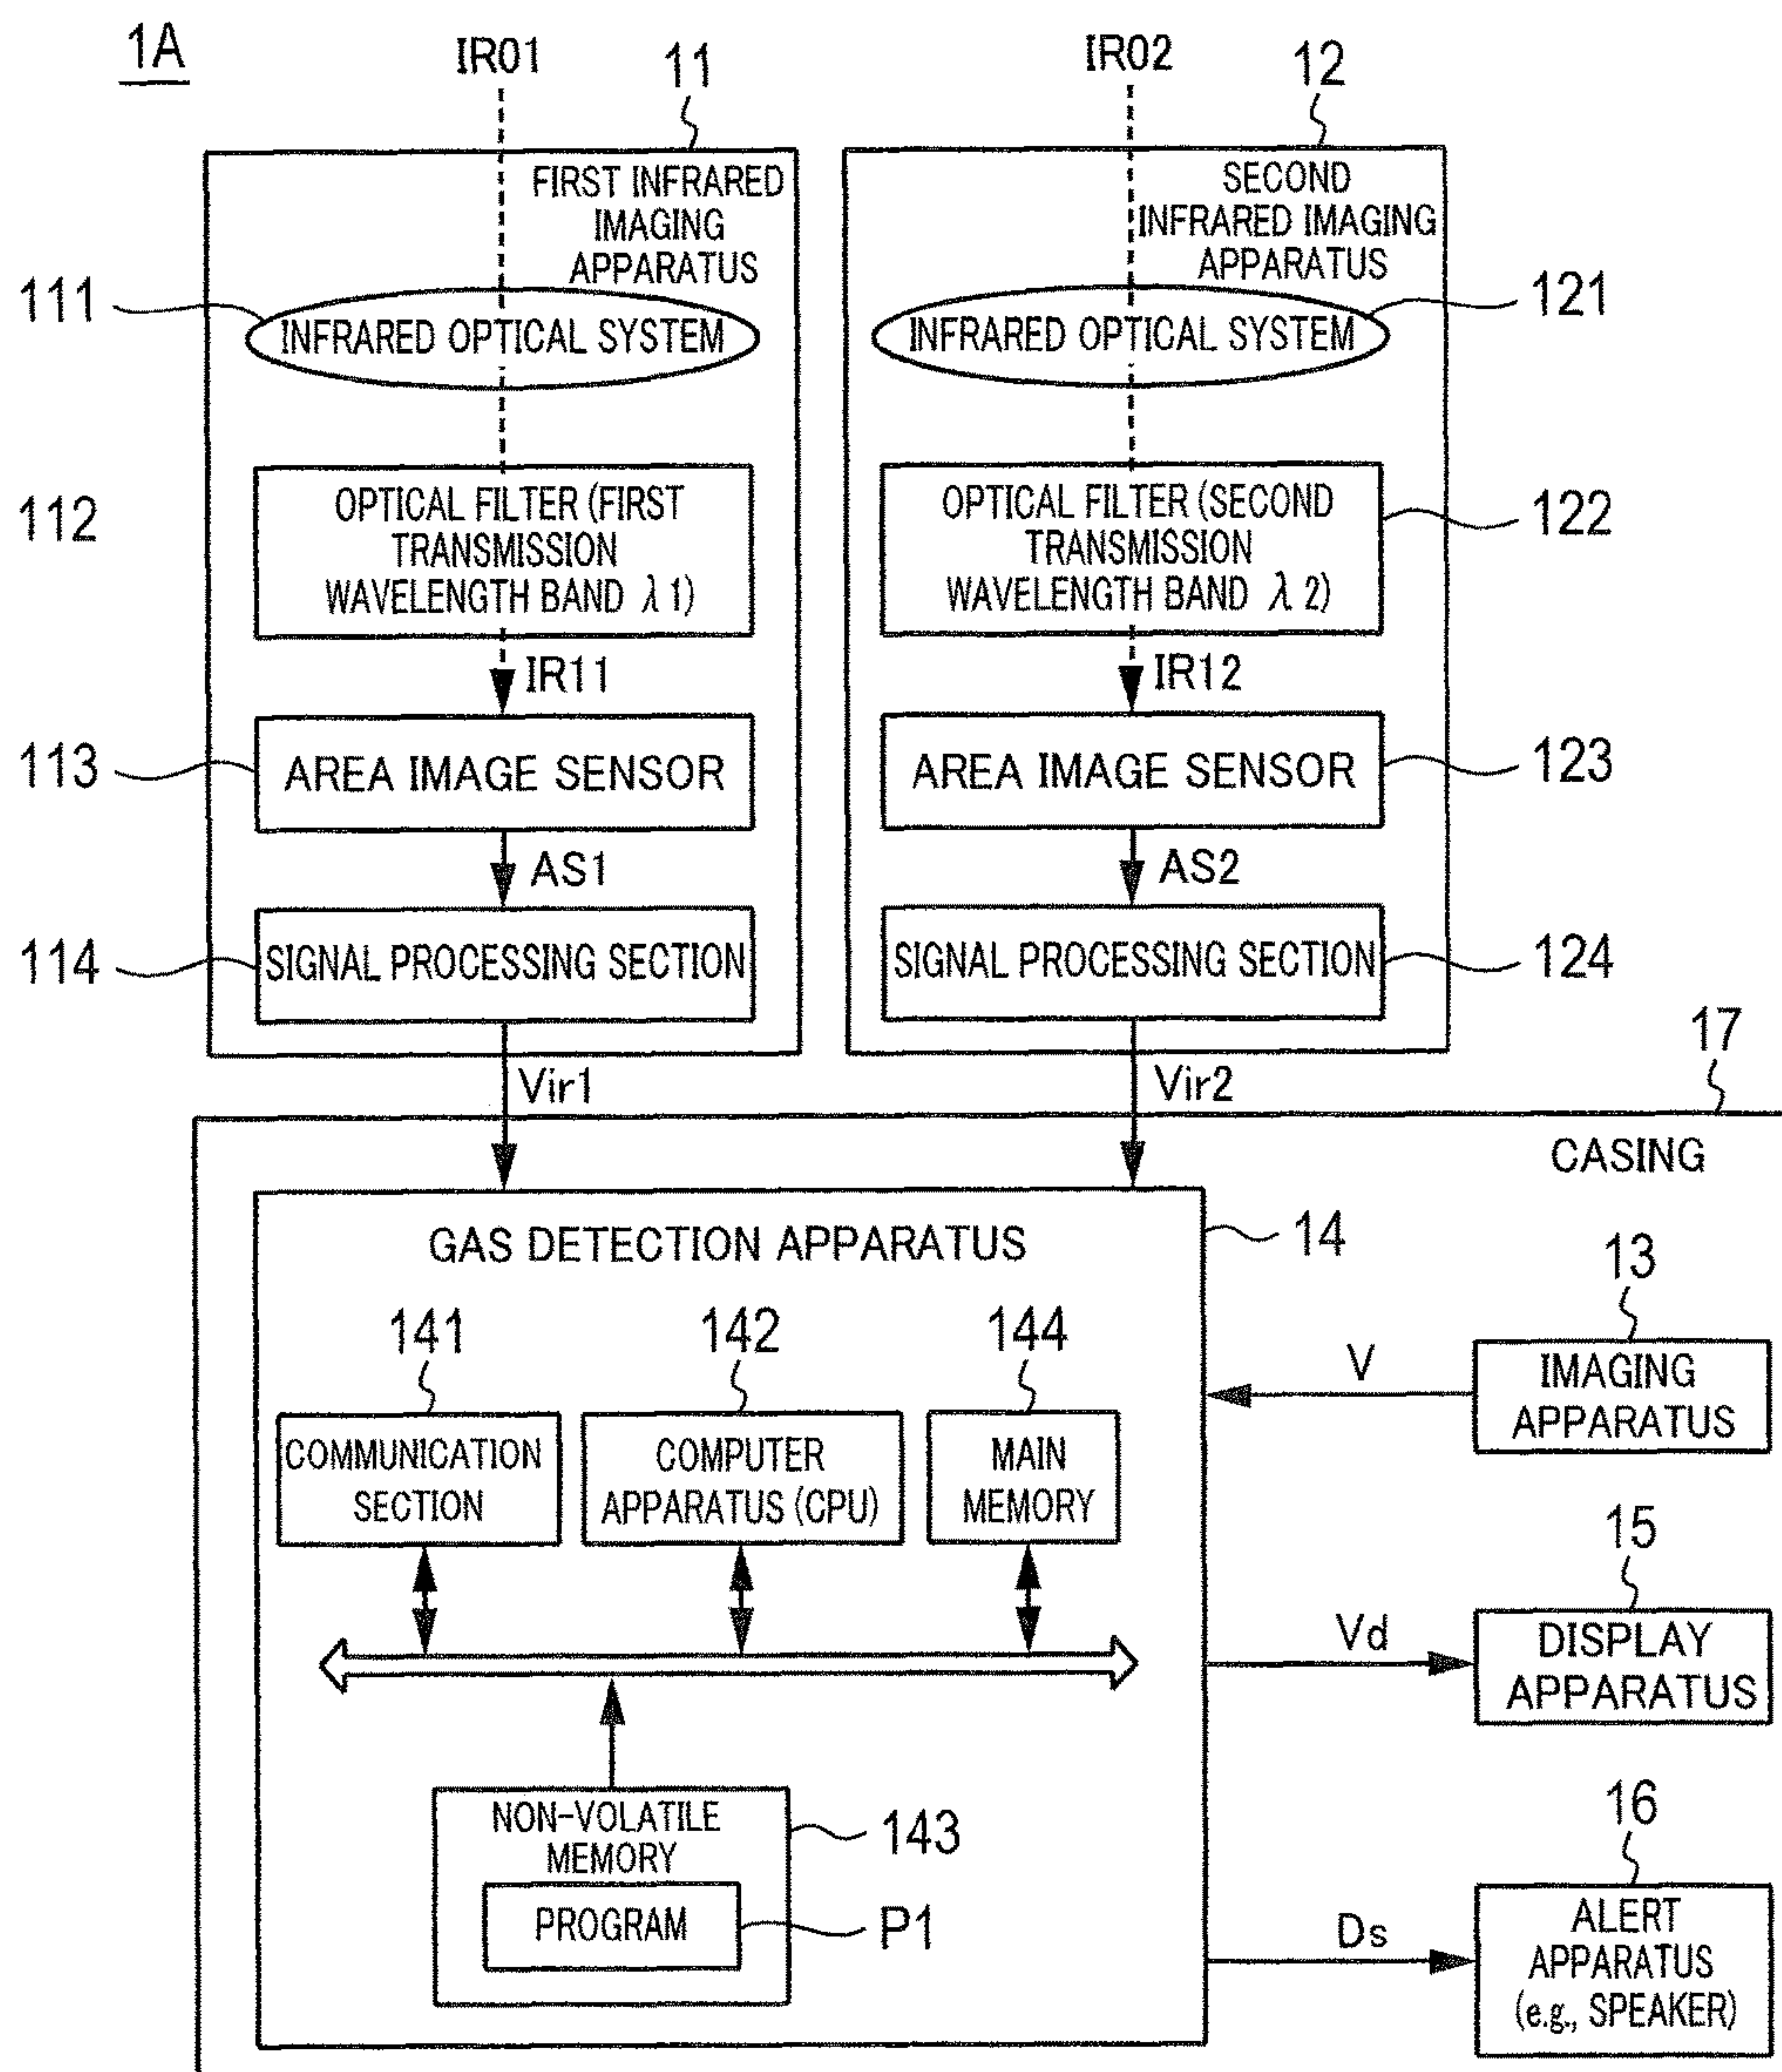 1A
IR01
11
IR02
12
FIRST INFRARED
IMAGING
APPARATUS
SECOND
INFRARED IMAGING
APPARATUS
111
INFRARED OPTICAL SYSTEM
INFRARED OPTICAL SYSTEM
121
112
OPTICAL FILTER (FIRST
TRANSMISSION
WAVELENGTH BAND λ1)
OPTICAL FILTER (SECOND
TRANSMISSION
WAVELENGTH BAND λ2)
122
IR11
IR12
113
AREA IMAGE SENSOR
AREA IMAGE SENSOR
123
AS1
AS2
114
SIGNAL PROCESSING SECTION
SIGNAL PROCESSING SECTION
124
Vir1
Vir2
17
CASING
GAS DETECTION APPARATUS
14
13
141
142
144
V
IMAGING
APPARATUS
COMMUNICATION
SECTION
COMPUTER
APPARATUS (CPU)
MAIN
MEMORY
15
Vd
DISPLAY
APPARATUS
NON-VOLATILE
MEMORY
143
PROGRAM
P1
16
Ds
ALERT
APPARATUS
(e.g., SPEAKER)